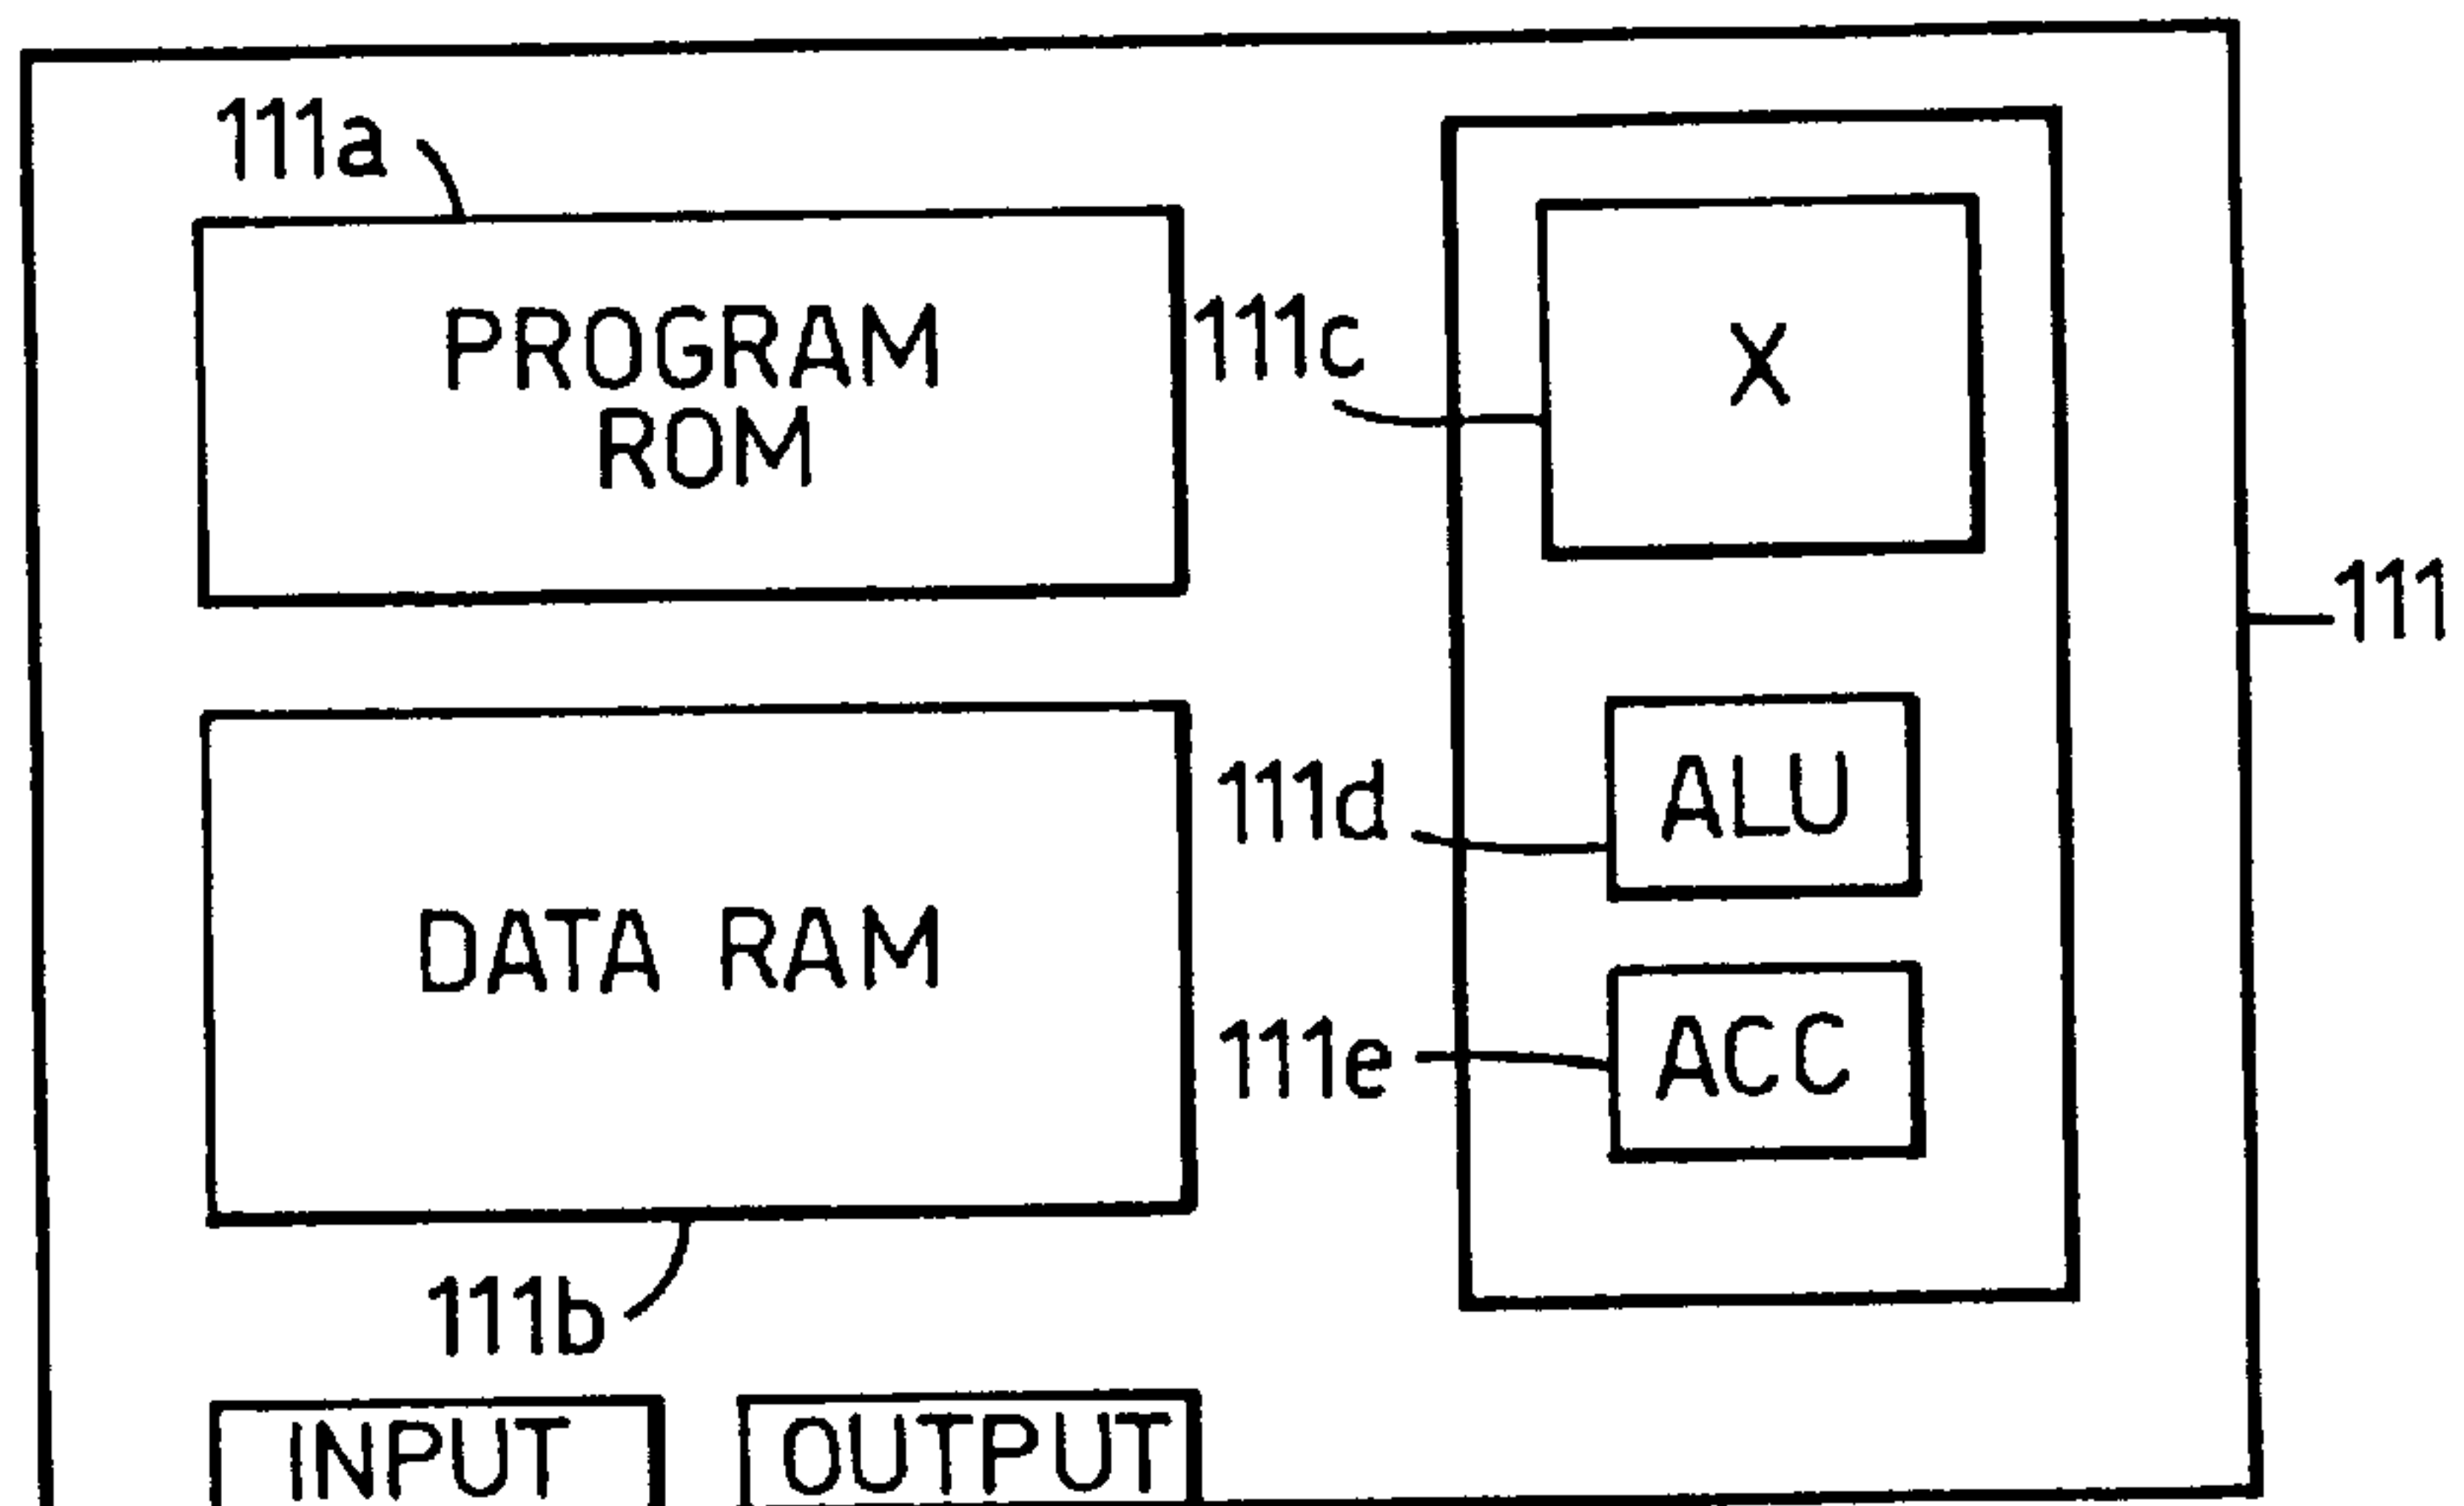 111a
PROGRAM
ROM
111c
X
111
DATA RAM
111d
ALU
111e
ACC
111b
INPUT
OUTPUT